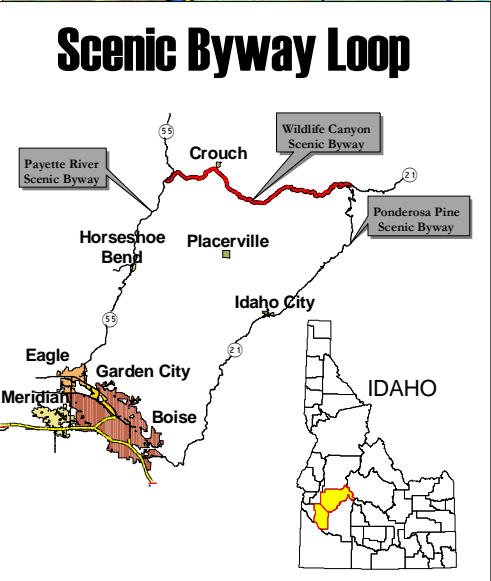 Scenic Byway Loop
55
Wildlife Canyon
Scenic Byway
Crouch
Payette River
Scenic Byway
21
Ponderosa Pine
Scenic Byway
Horseshoe
Bend
Placerville
Idaho City
55
21
Eagle
Garden City
Meridian
Boise
IDAHO